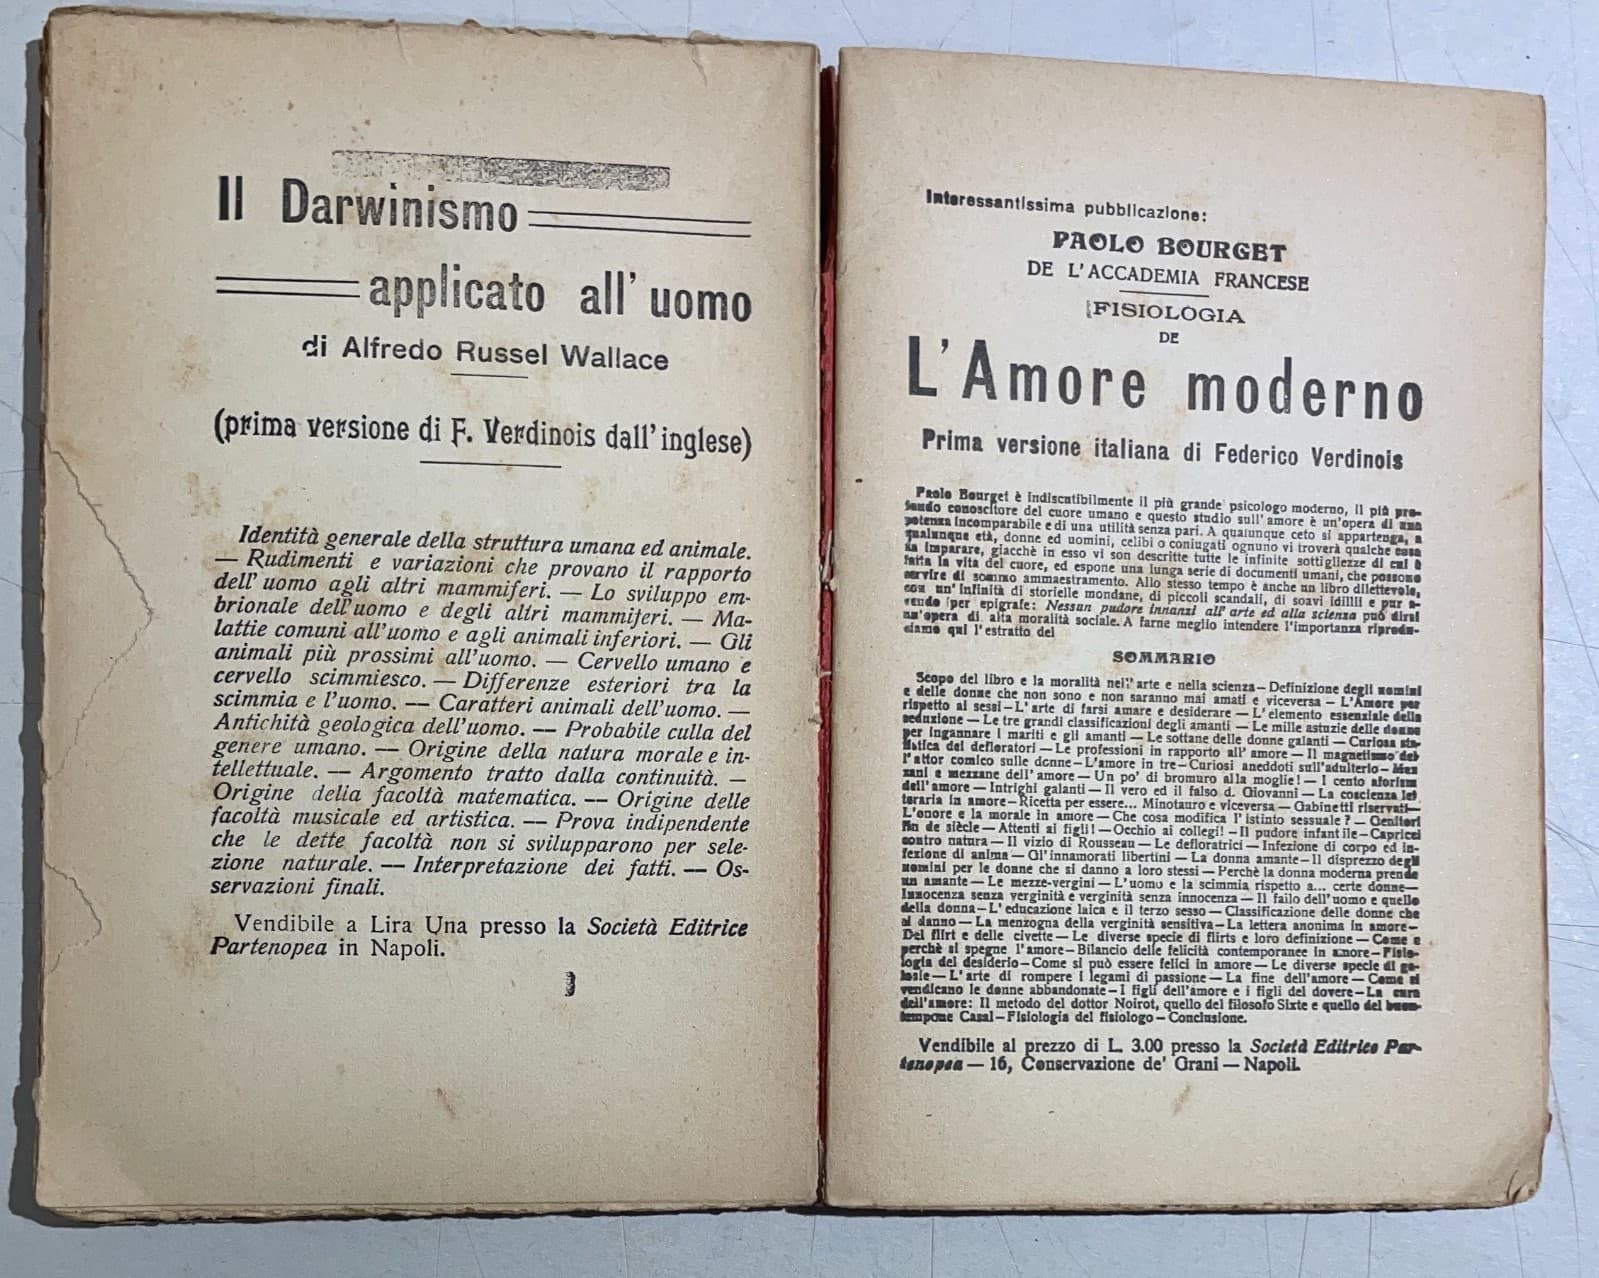 Il Darwinismo
applicato all' uomo
di Alfredo Russel Wallace
(prima versione di F. Verdinois dall' inglese)
Identità generale della struttura umana ed animale.
— Rudimenti e variazioni che provano il rapporto
dell' uomo agli altri mammiferi. — Lo sviluppo em-
brionale dell'uomo e degli altri mammiferi. — Ma-
lattie comuni all'uomo e agli animali inferiori. — Gli
animali più prossimi all'uomo. — Cervello umano e
cervello scimmiesco. — Differenze esteriori tra la
scimmia e l'uomo. — Caratteri animali dell'uomo. —
Antichità geologica dell'uomo. — Probabile culla del
genere umano. — Origine della natura morale e in-
tellettuale. — Argomento tratto dalla continuità. —
Origine della facoltà matematica. — Origine delle
facoltà musicale ed artistica. — Prova indipendente
che le dette facoltà non si svilupparono per sele-
zione naturale. — Interpretazione dei fatti. — Os-
servazioni finali.
Vendibile a Lira Una presso la Società Editrice
Partenopea in Napoli.
Interessantissima pubblicazione:
PAOLO BOURGET
DE L'ACCADEMIA FRANCESE
FISIOLOGIA
DE
L'Amore moderno
Prima versione italiana di Federico Verdinois
Paolo Bourget è indiscutibilmente il più grande psicologo moderno, il più pro-
fondo conoscitore del cuore umano e questo studio sull' amore è un'opera di una
potenza incomparabile e di una utilità senza pari. A qualunque ceto si appartenga, a
qualunque età, donne ed uomini, celibi o coniugati ognuno vi troverà qualche cosa
da imparare, giacchè in esso vi son descritte tutte le infinite sottigliezze di cui è
fatta la vita del cuore, ed espone una lunga serie di documenti umani, che possono
servire di sommo ammaestramento. Allo stesso tempo è anche un libro dilettevole,
con un' infinità di storielle mondane, di piccoli scandali, di soavi idillii e pur a-
vendo per epigrafe: Nessun pudore innanzi all' arte ed alla scienza può dirsi
un'opera di alta moralità sociale. A farne meglio intendere l'importanza riprodu-
ciamo qui l'estratto del
SOMMARIO
Scopo del libro e la moralità nell' arte e nella scienza — Definizione degli uomini
e delle donne che non sono e non saranno mai amati e viceversa — L'Amore per
rispetto ai sessi — L' arte di farsi amare e desiderare — L' elemento essenziale della
seduzione — Le tre grandi classificazioni degli amanti — Le mille astuzie delle donne
per ingannare i mariti e gli amanti — Le sottane delle donne galanti — Curiosa sta-
tistica dei defloratori — Le professioni in rapporto all' amore — Il magnetismo del-
l'attor comico sulle donne — L'amore in tre — Curiosi aneddoti sull'adulterio — Mez
zani e mezzane dell'amore — Un po' di bromuro alla moglie! — I cento aforismi
dell'amore — Intrighi galanti — Il vero ed il falso d. Giovanni — La coscienza let
teraria in amore — Ricetta per essere... Minotauro e viceversa — Gabinetti riservati —
L'onore e la morale in amore — Che cosa modifica l' istinto sessuale? — Genitori
fin de siècle — Attenti ai figli! — Occhio ai collegi! — Il pudore infantile — Capricci
contro natura — Il vizio di Rousseau — Le defloratrici — Infezione di corpo ed in-
fezione di anima — Gl'innamorati libertini — La donna amante — Il disprezzo degli
uomini per le donne che si danno a loro stessi — Perchè la donna moderna prende
un amante — Le mezze-vergini — L'uomo e la scimmia rispetto a... certe donne —
Innocenza senza verginità e verginità senza innocenza — Il fallo dell'uomo e quello
della donna — L' educazione laica e il terzo sesso — Classificazione delle donne che
si danno — La menzogna della verginità sensitiva — La lettera anonima in amore —
Dei flirt e delle civette — Le diverse specie di flirts e loro definizione — Come e
perchè si spegne l'amore — Bilancio delle felicità contemporanee in amore — Fisio-
logia del desiderio — Come si può essere felici in amore — Le diverse specie di ge-
losie — L' arte di rompere i legami di passione — La fine dell'amore — Come si
vendicano le donne abbandonate — I figli dell'amore e i figli del dovere — La cura
dell'amore: Il metodo del dottor Noirot, quello del filosofo Sixte e quello del buon-
tempone Casal — Fisiologia del fisiologo — Conclusione.
Vendibile al prezzo di L. 3.00 presso la Società Editrice Par-
tenopea — 16, Conservazione de' Grani — Napoli.